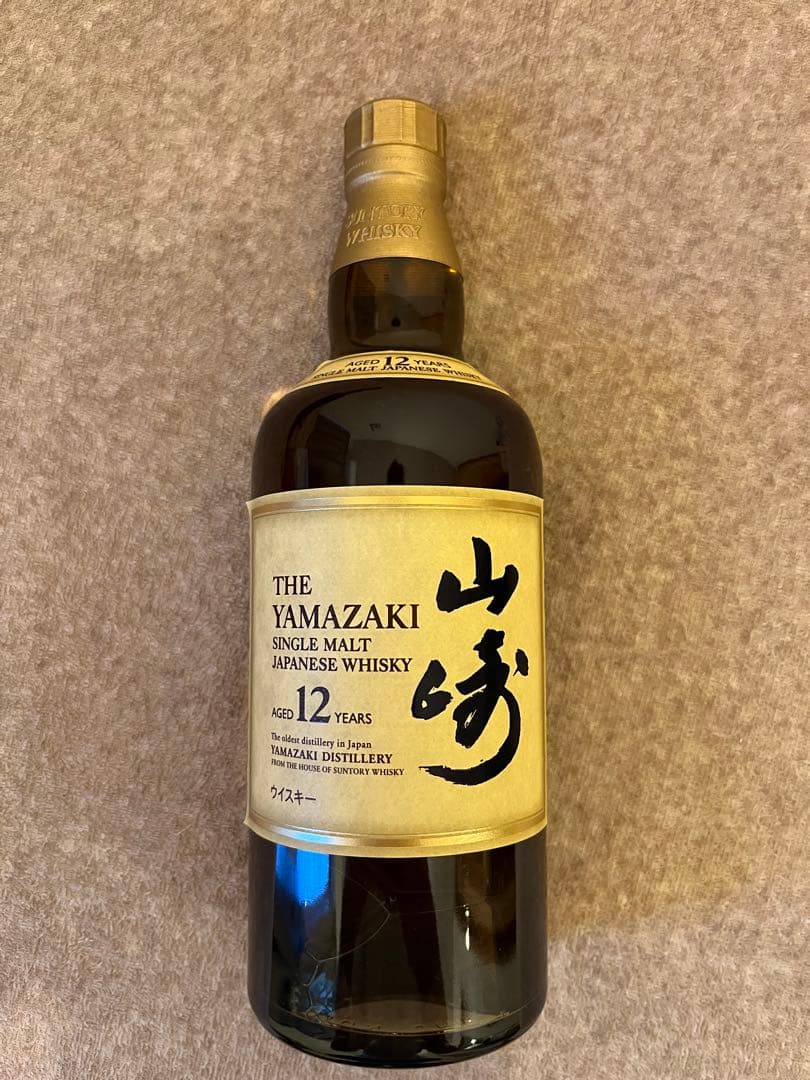 SUNTORY
WHISKY
AGED 12 YEARS
SINGLE MALT JAPANESE WHISKY
THE
YAMAZAKI
SINGLE MALT
JAPANESE WHISKY
AGED 12 YEARS
The oldest distillery in Japan
YAMAZAKI DISTILLERY
FROM THE HOUSE OF SUNTORY WHISKY
ウイスキー
山崎